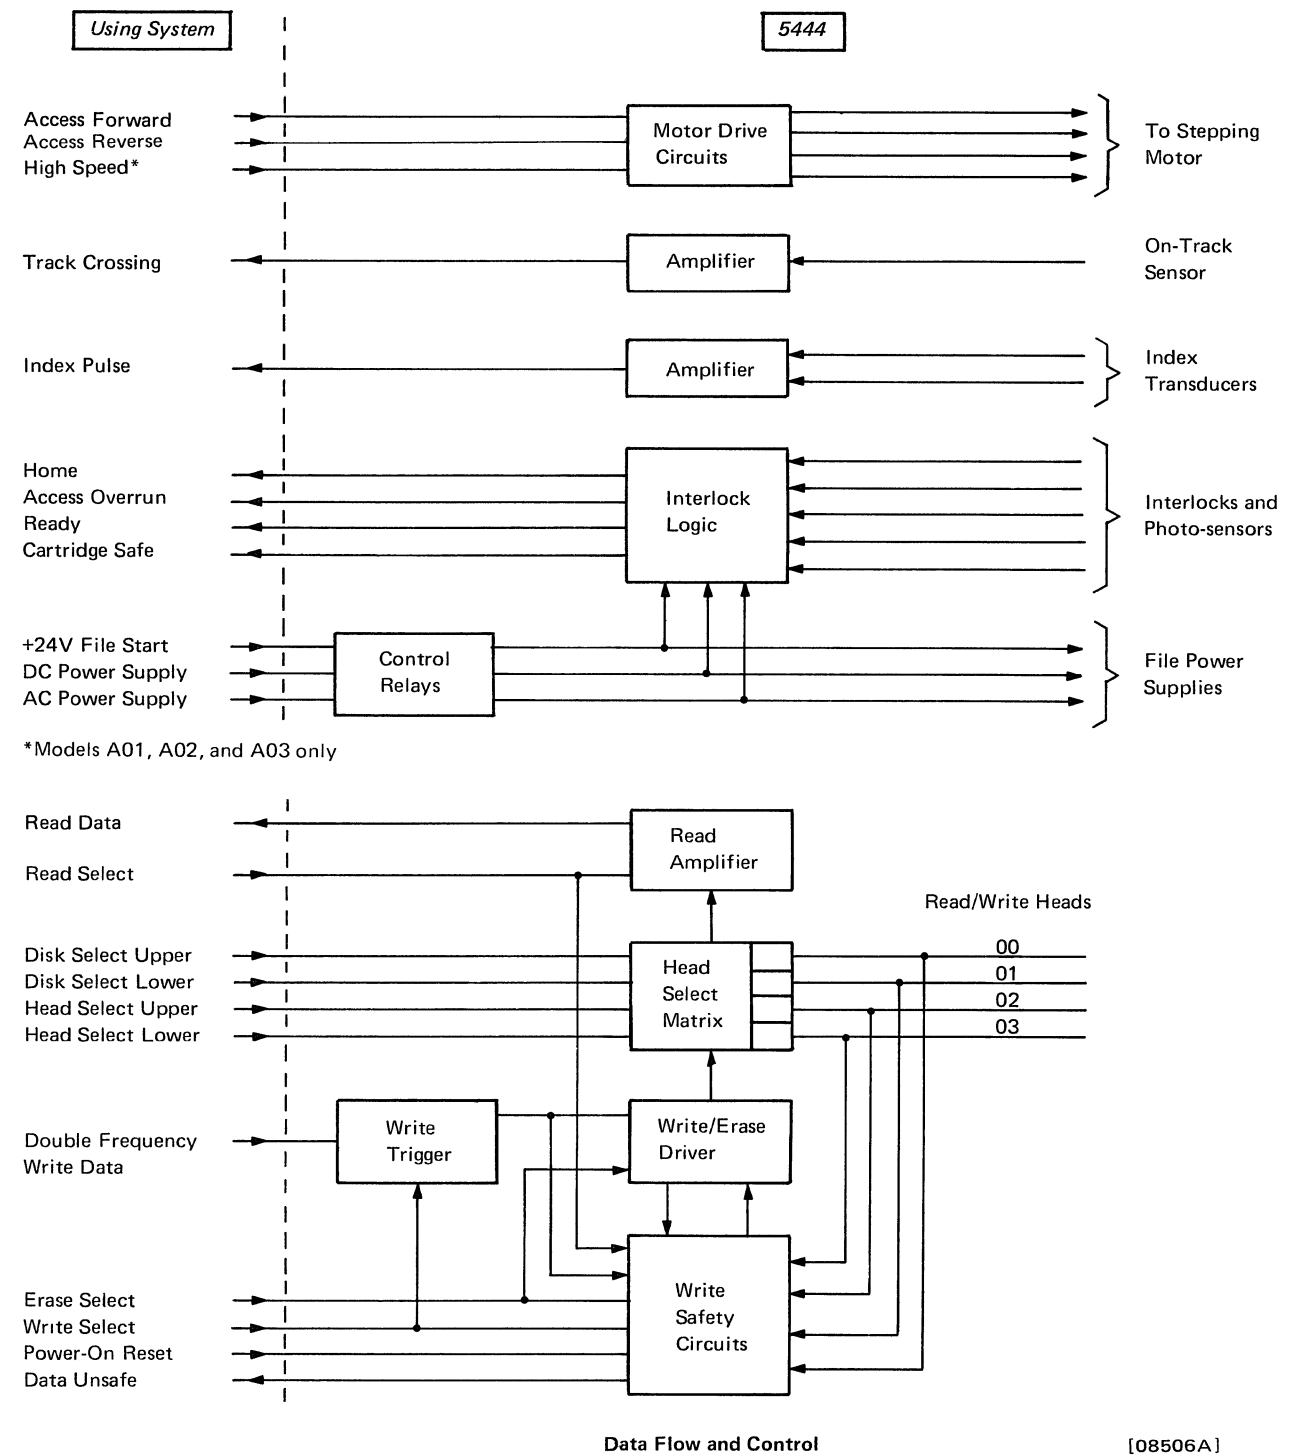 Using System
5444
Access Forward
Access Reverse
High Speed*
Motor Drive
Circuits
To Stepping
Motor
Track Crossing
Amplifier
On-Track
Sensor
Index Pulse
Amplifier
Index
Transducers
Home
Access Overrun
Ready
Cartridge Safe
Interlock
Logic
Interlocks and
Photo-sensors
+24V File Start
DC Power Supply
AC Power Supply
Control
Relays
File Power
Supplies
*Models A01, A02, and A03 only
Read Data
Read Select
Read
Amplifier
Read/Write Heads
Disk Select Upper
Disk Select Lower
Head Select Upper
Head Select Lower
Head
Select
Matrix
00
01
02
03
Double Frequency
Write Data
Write
Trigger
Write/Erase
Driver
Erase Select
Write Select
Power-On Reset
Data Unsafe
Write
Safety
Circuits
Data Flow and Control
[08506A]